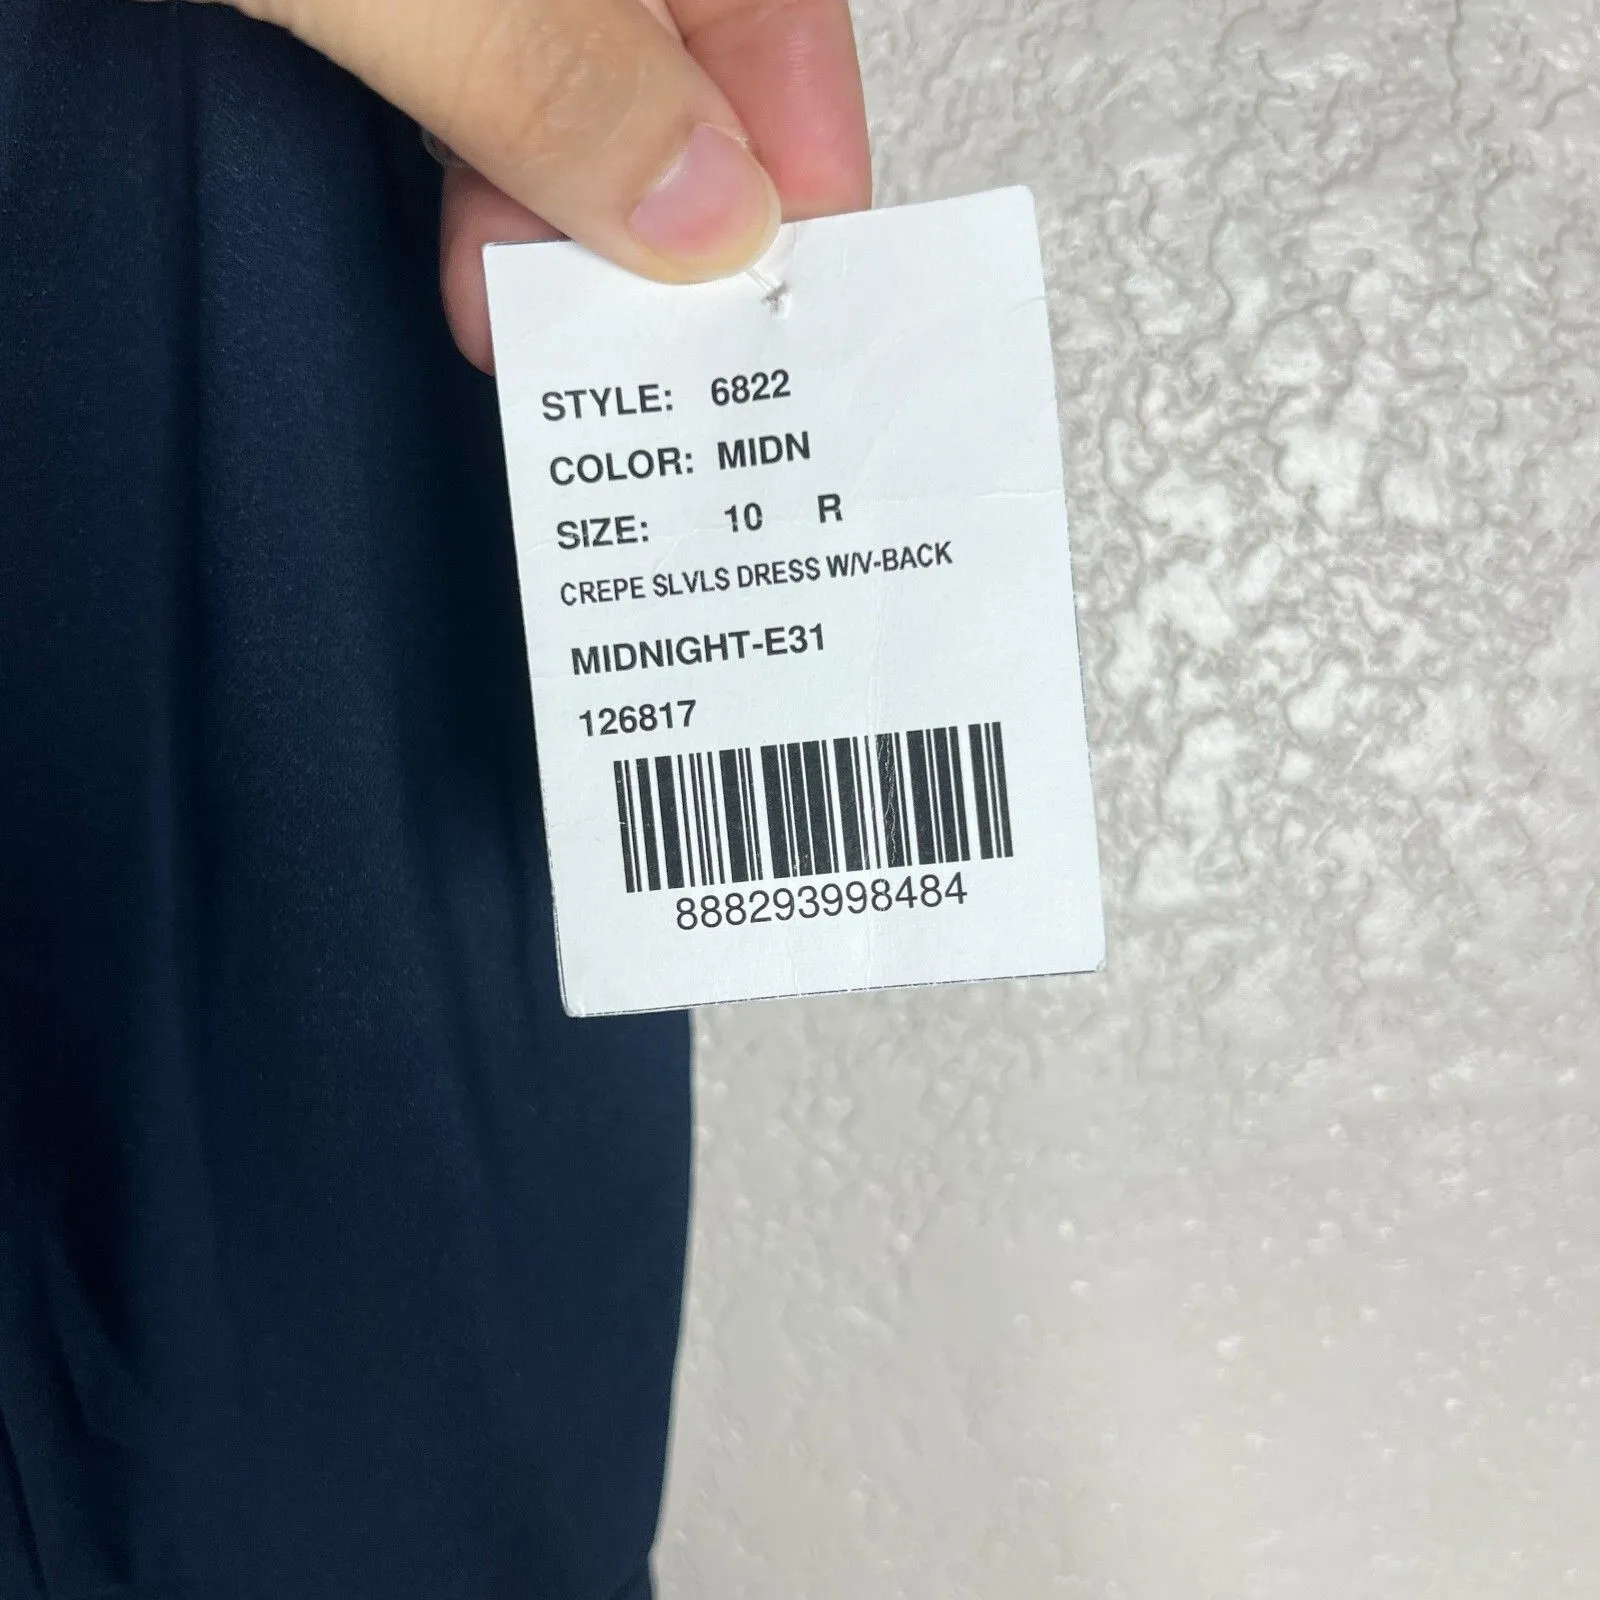 STYLE: 6822
COLOR: MIDN
SIZE: 10 R
CREPE SLVLS DRESS W/V-BACK
MIDNIGHT-E31
126817
888293998484